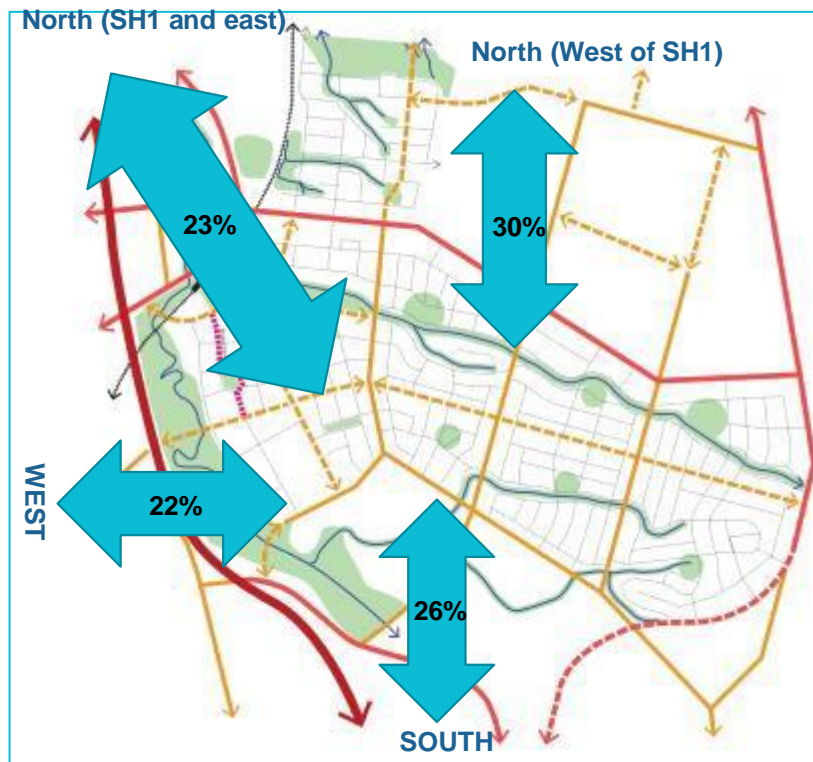 North (SH1 and east)
North (West of SH1)
23%
30%
WEST
22%
26%
SOUTH